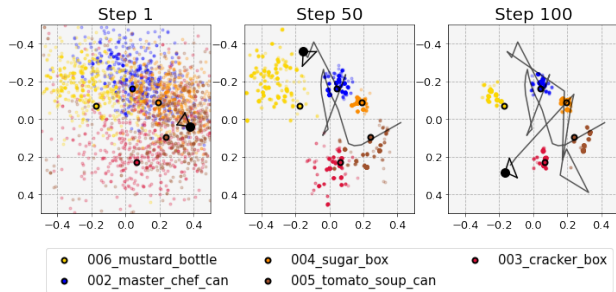 Step 1 Step 50 Step 100
−0.4
−0.2
0.0
0.2
0.4
−0.4 −0.2 0.0 0.2 0.4
−0.4
−0.2
0.0
0.2
0.4
−0.4 −0.2 0.0 0.2 0.4
−0.4
−0.2
0.0
0.2
0.4
−0.4 −0.2 0.0 0.2 0.4
006_mustard_bottle 004_sugar_box 003_cracker_box
002_master_chef_can 005_tomato_soup_can